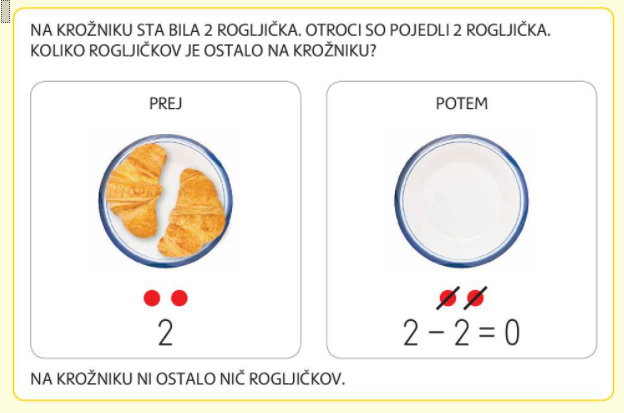 NA KROŽNIKU STA BILA 2 ROGLJIČKA. OTROCI SO POJEDLI 2 ROGLJIČKA.
KOLIKO ROGLJIČKOV JE OSTALO NA KROŽNIKU?
PREJ
POTEM
2
2 – 2 = 0
NA KROŽNIKU NI OSTALO NIČ ROGLJIČKOV.